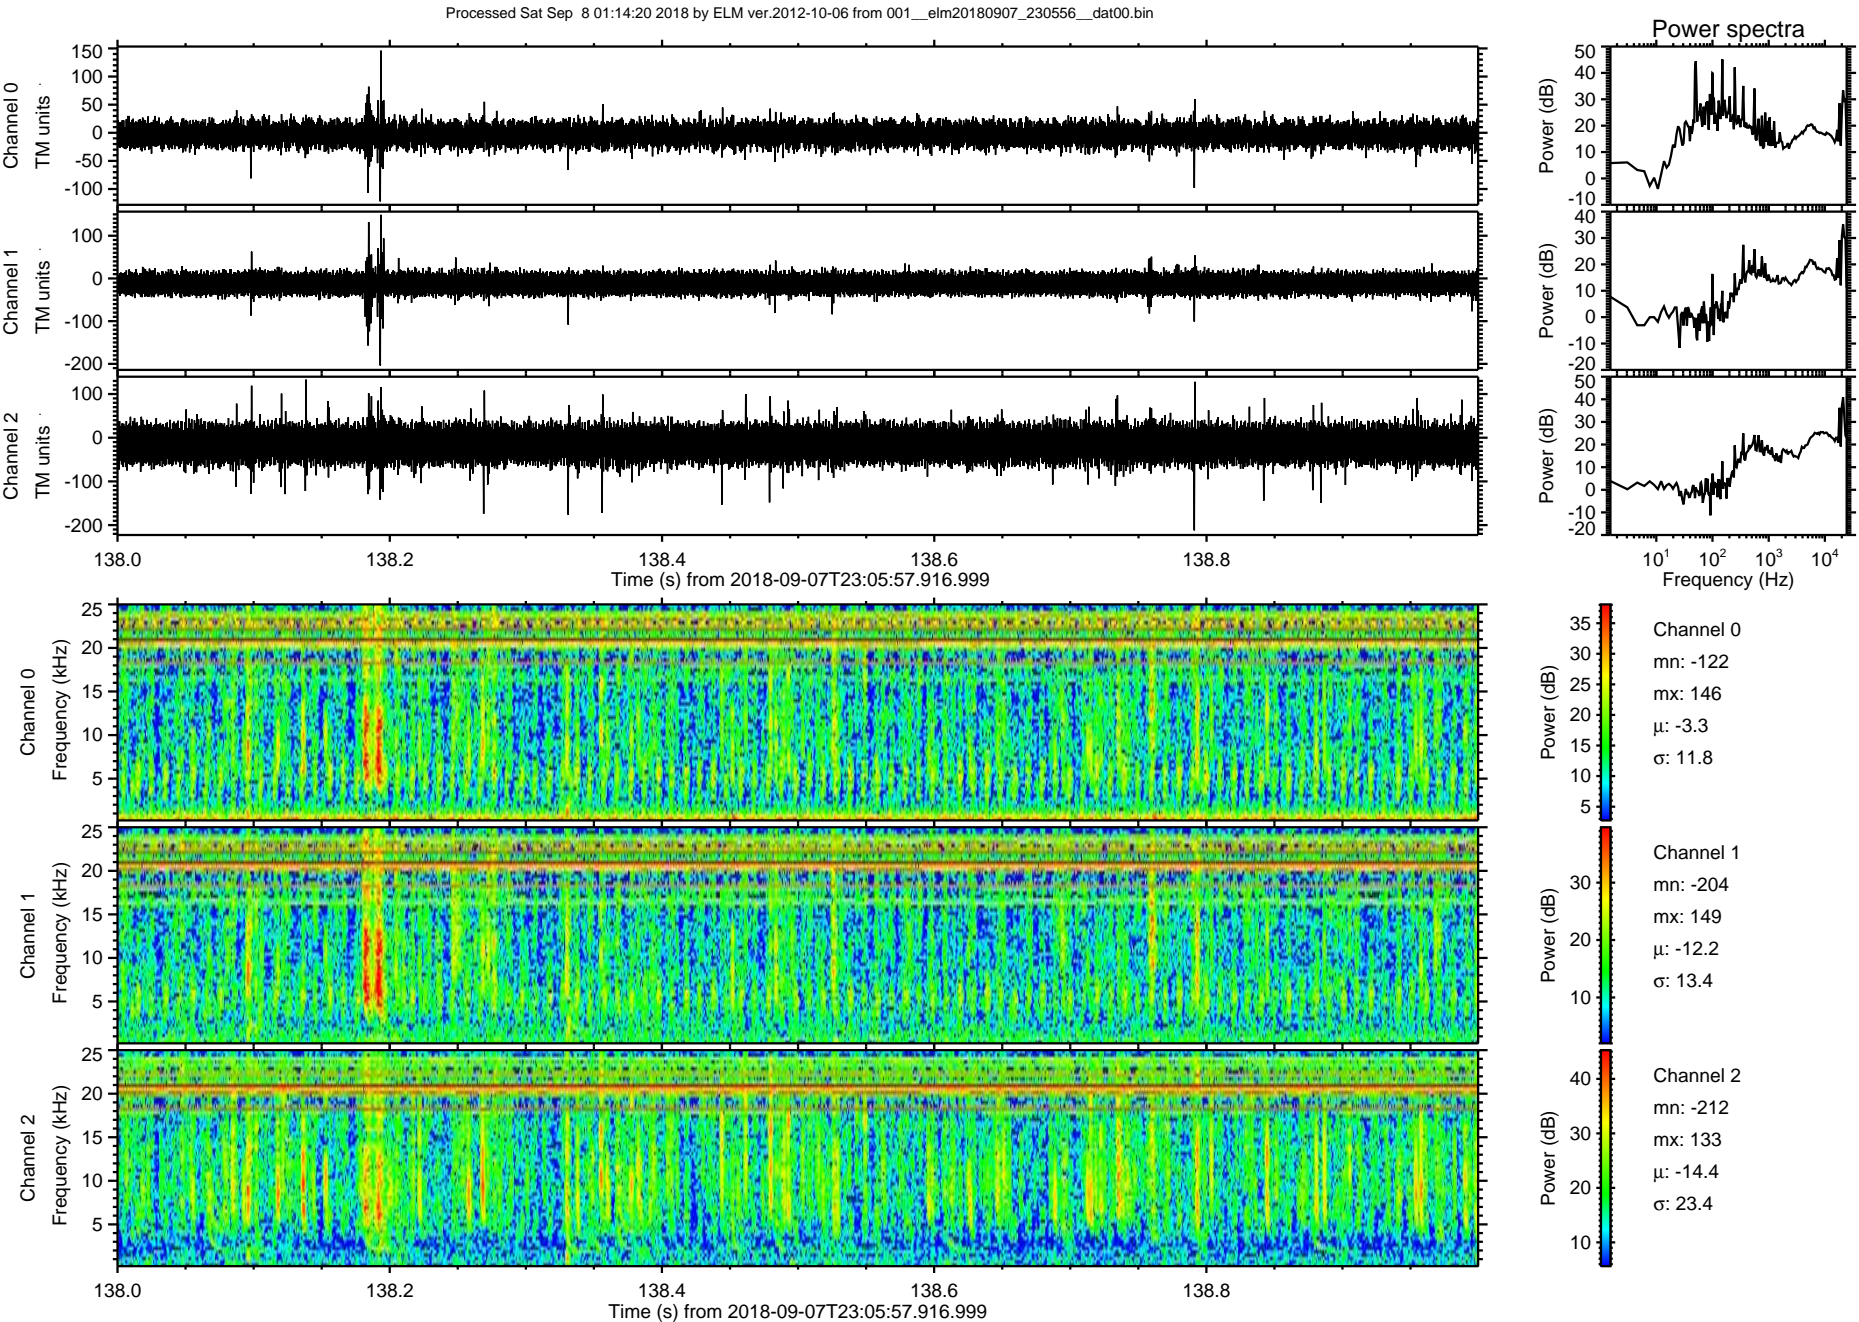 Processed Sat Sep  8 01:14:20 2018 by ELM ver.2012-10-06 from 001__elm20180907_230556__dat00.bin
Power spectra
Channel 0
TM units
150
100
50
0
-50
-100
Power (dB)
50
40
30
20
10
0
-10
Channel 1
TM units
100
0
-100
-200
Power (dB)
40
30
20
10
0
-10
-20
Channel 2
TM units
100
0
-100
-200
Power (dB)
50
40
30
20
10
0
-10
-20
138.0 138.2 138.4 138.6 138.8
Time (s) from 2018-09-07T23:05:57.916.999
10^1 10^2 10^3 10^4
Frequency (Hz)
Channel 0
Frequency (kHz)
25
20
15
10
5
Power (dB)
35
30
25
20
15
10
5
Channel 0
mn: -122
mx: 146
μ: -3.3
σ: 11.8
Channel 1
Frequency (kHz)
25
20
15
10
5
Power (dB)
30
20
10
Channel 1
mn: -204
mx: 149
μ: -12.2
σ: 13.4
Channel 2
Frequency (kHz)
25
20
15
10
5
Power (dB)
40
30
20
10
Channel 2
mn: -212
mx: 133
μ: -14.4
σ: 23.4
138.0 138.2 138.4 138.6 138.8
Time (s) from 2018-09-07T23:05:57.916.999